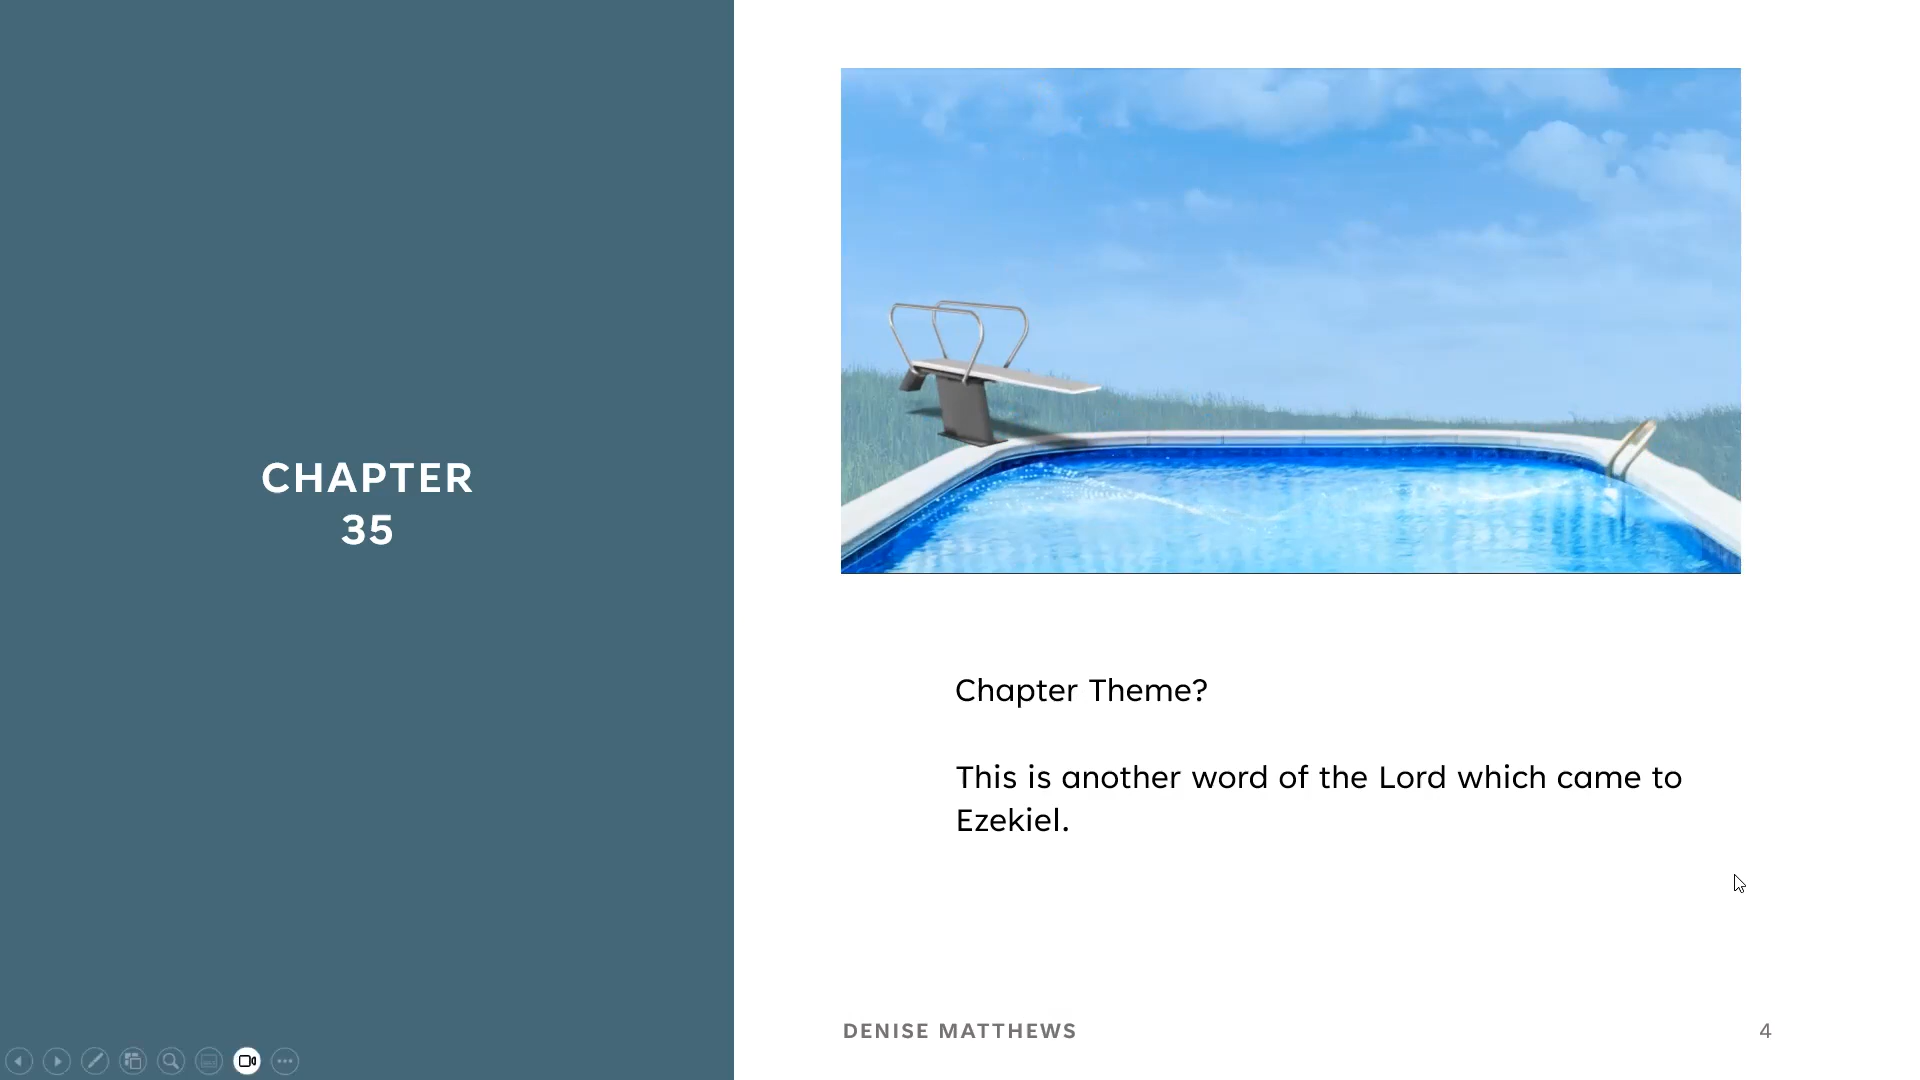 CHAPTER
35
Chapter Theme?
This is another word of the Lord which came to
Ezekiel.
DENISE MATTHEWS
4